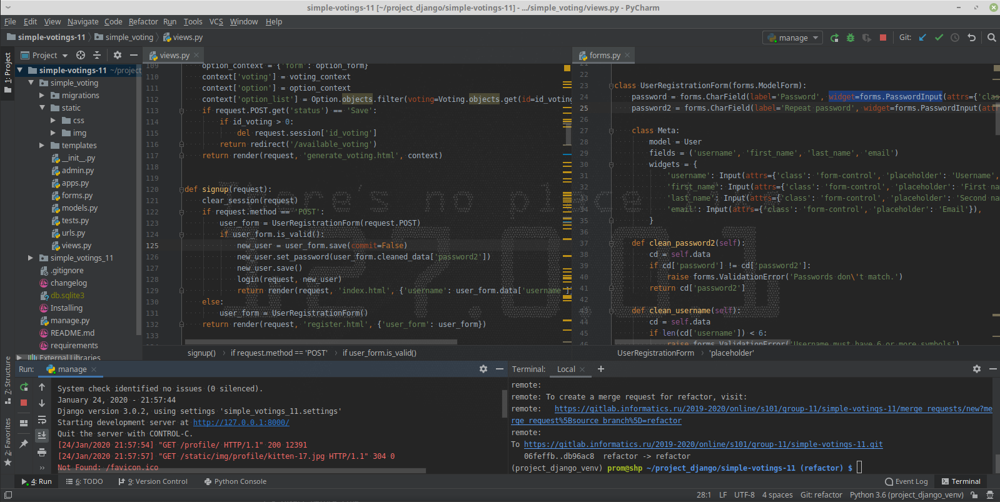 simple-votings-11 [~/project_django/simple-votings-11] - .../simple_voting/views.py - PyCharm
File Edit View Navigate Code Refactor Run Tools VCS Window Help
simple-votings-11 simple_voting views.py
manage Git:
1: Project
Project
simple-votings-11 ~/project
simple_voting
migrations
static
css
img
templates
__init__.py
admin.py
apps.py
forms.py
models.py
tests.py
urls.py
views.py
simple_votings_11
.gitignore
changelog
db.sqlite3
Installing
manage.py
README.md
requirements
External Libraries
7: Structure
2: Favorites
views.py
109 option_context = {'form': option_form}
110 context['voting'] = voting_context
111 context['option'] = option_context
112 context['option_list'] = Option.objects.filter(voting=Voting.objects.get(id=id_voting
113 if request.POST.get('status') == 'Save':
114 if id_voting > 0:
115 del request.session['id_voting']
116 return redirect('/available_voting')
117 return render(request, 'generate_voting.html', context)
118
119
120 def signup(request):
121 clear_session(request)
122 if request.method == 'POST':
123 user_form = UserRegistrationForm(request.POST)
124 if user_form.is_valid():
125 new_user = user_form.save(commit=False)
126 new_user.set_password(user_form.cleaned_data['password2'])
127 new_user.save()
128 login(request, new_user)
129 return render(request, 'index.html', {'username': user_form.data['username']
130 else:
131 user_form = UserRegistrationForm()
132 return render(request, 'register.html', {'user_form': user_form})
133
signup() if request.method == 'POST' if user_form.is_valid()
forms.py
21
22
23 class UserRegistrationForm(forms.ModelForm):
24 password = forms.CharField(label='Password', widget=forms.PasswordInput(attrs={'clas
25 password2 = forms.CharField(label='Repeat password', widget=forms.PasswordInput(att
26
27 class Meta:
28 model = User
29 fields = ('username', 'first_name', 'last_name', 'email')
30 widgets = {
31 'username': Input(attrs={'class': 'form-control', 'placeholder': 'Username',
32 'first_name': Input(attrs={'class': 'form-control', 'placeholder': 'First na
33 'last_name': Input(attrs={'class': 'form-control', 'placeholder': 'Second na
34 'email': Input(attrs={'class': 'form-control', 'placeholder': 'Email'}),
35 }
36
37 def clean_password2(self):
38 cd = self.data
39 if cd['password'] != cd['password2']:
40 raise forms.ValidationError('Passwords don\'t match.')
41 return cd['password2']
42
43 def clean_username(self):
44 cd = self.data
45 if len(cd['username']) < 6:
46 raise forms.ValidationError('Username must have 6 or more symbols')
UserRegistrationForm 'placeholder'
There's no place
127.0.0.1
Run: manage
System check identified no issues (0 silenced).
January 24, 2020 - 21:57:44
Django version 3.0.2, using settings 'simple_votings_11.settings'
Starting development server at http://127.0.0.1:8000/
Quit the server with CONTROL-C.
[24/Jan/2020 21:57:54] "GET /profile/ HTTP/1.1" 200 12391
[24/Jan/2020 21:57:57] "GET /static/img/profile/kitten-17.jpg HTTP/1.1" 304 0
Not Found: /favicon.ico
Terminal: Local
remote:
remote: To create a merge request for refactor, visit:
remote: https://gitlab.informatics.ru/2019-2020/online/s101/group-11/simple-votings-11/merge_requests/new?me
rge_request%5Bsource_branch%5D=refactor
remote:
To https://gitlab.informatics.ru/2019-2020/online/s101/group-11/simple-votings-11.git
06feffb..db96ac8 refactor -> refactor
(project_django_venv) prom@shp ~/project_django/simple-votings-11 (refactor) $
4: Run 6: TODO 9: Version Control Python Console Event Log Terminal
28:1 LF UTF-8 4 spaces Git: refactor Python 3.6 (project_django_venv)